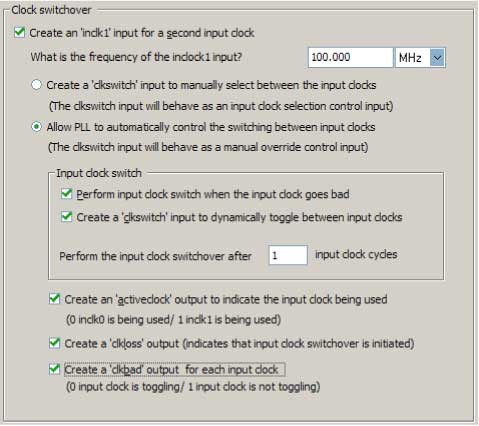 Clock switchover
Create an 'inclk1' input for a second input clock
What is the frequency of the inclock1 input? 100.000 MHz
Create a 'clkswitch' input to manually select between the input clocks
(The clkswitch input will behave as an input clock selection control input)
Allow PLL to automatically control the switching between input clocks
(The clkswitch input will behave as a manual override control input)
Input clock switch
Perform input clock switch when the input clock goes bad
Create a 'clkswitch' input to dynamically toggle between input clocks
Perform the input clock switchover after 1 input clock cycles
Create an 'activeclock' output to indicate the input clock being used
(0 inclk0 is being used/ 1 inclk1 is being used)
Create a 'clkloss' output (indicates that input clock switchover is initiated)
Create a 'clkbad' output for each input clock
(0 input clock is toggling/ 1 input clock is not toggling)